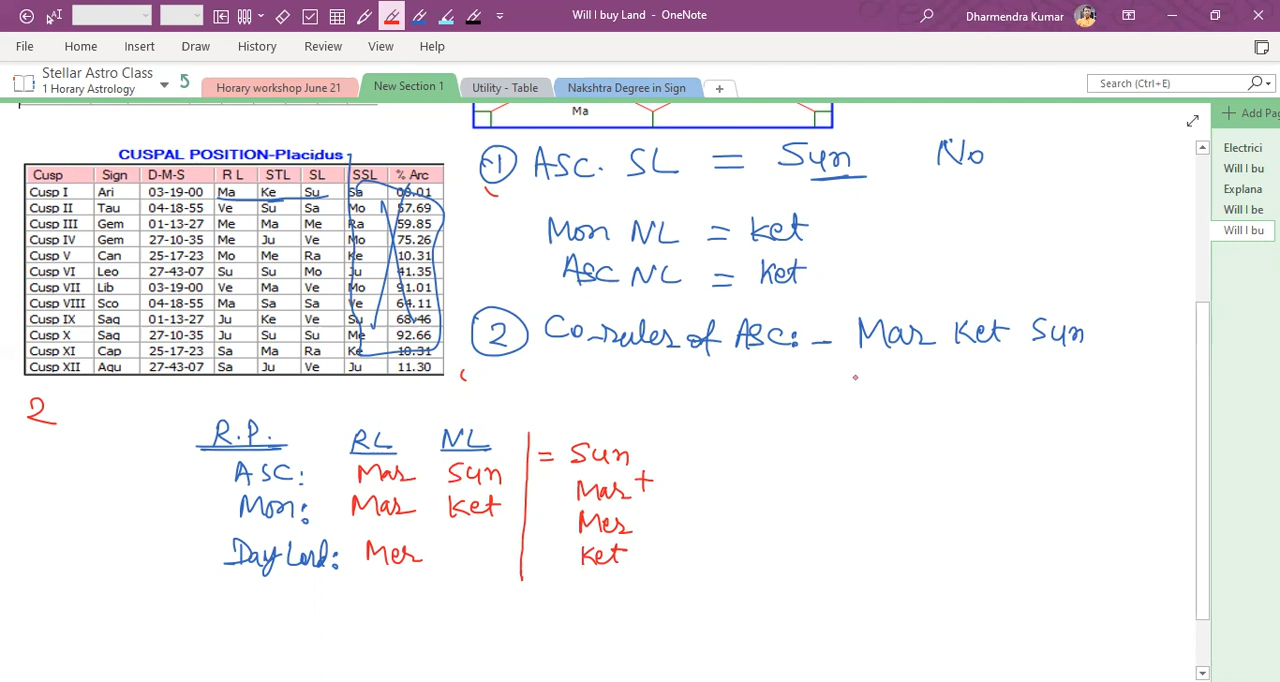 Will I buy Land - OneNote
Dharmendra Kumar
File Home Insert Draw History Review View Help
Stellar Astro Class
1 Horary Astrology
Horary workshop June 21
New Section 1
Utility - Table
Nakshtra Degree in Sign
+
Search (Ctrl+E)
Add Pag
Electrici
Will I bu
Explana
Will I be
Will I bu
Ma
CUSPAL POSITION-Placidus
Cusp Sign D-M-S R L STL SL SSL % Arc
Cusp I Ari 03-19-00 Ma Ke Su Sa .01
Cusp II Tau 04-18-55 Ve Su Sa Mo 57.69
Cusp III Gem 01-13-27 Me Ma Me Ra 59.85
Cusp IV Gem 27-10-35 Me Ju Ve Mo 75.26
Cusp V Can 25-17-23 Mo Me Ra Ke 10.31
Cusp VI Leo 27-43-07 Su Su Mo Ju 41.35
Cusp VII Lib 03-19-00 Ve Ma Ve Mo 91.01
Cusp VIII Sco 04-18-55 Ma Sa Sa Ve 64.11
Cusp IX Sag 01-13-27 Ju Ke Ve Su 68.46
Cusp X Sag 27-10-35 Ju Su Su Me 92.66
Cusp XI Cap 25-17-23 Sa Ma Ra Ke 10.31
Cusp XII Aqu 27-43-07 Sa Ju Ve Ju 11.30
1 ASC. SL = Sun No
Mon NL = Ket
ASC NL = Ket
2 Co-rules of ASC:- Mar Ket Sun
2
R.P. RL NL
ASC: Mar Sun = Sun
Mar +
Mon: Mar Ket
Mer
Day Lord: Mer Ket